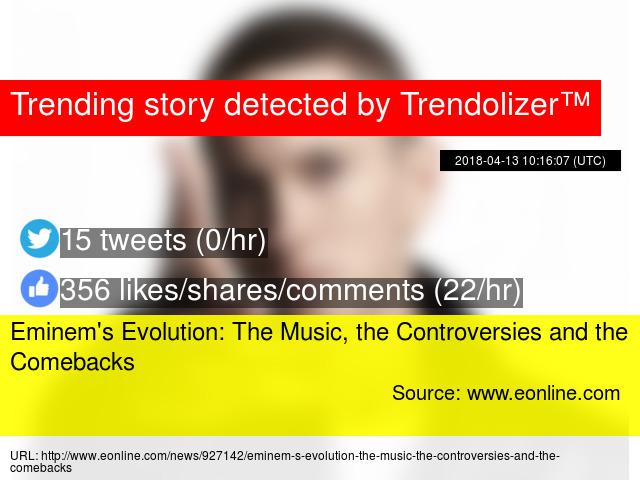 Trending story detected by Trendolizer™
2018-04-13 10:16:07 (UTC)
15 tweets (0/hr)
356 likes/shares/comments (22/hr)
Eminem's Evolution: The Music, the Controversies and the
Comebacks
Source: www.eonline.com
URL: http://www.eonline.com/news/927142/eminem-s-evolution-the-music-the-controversies-and-the-
comebacks